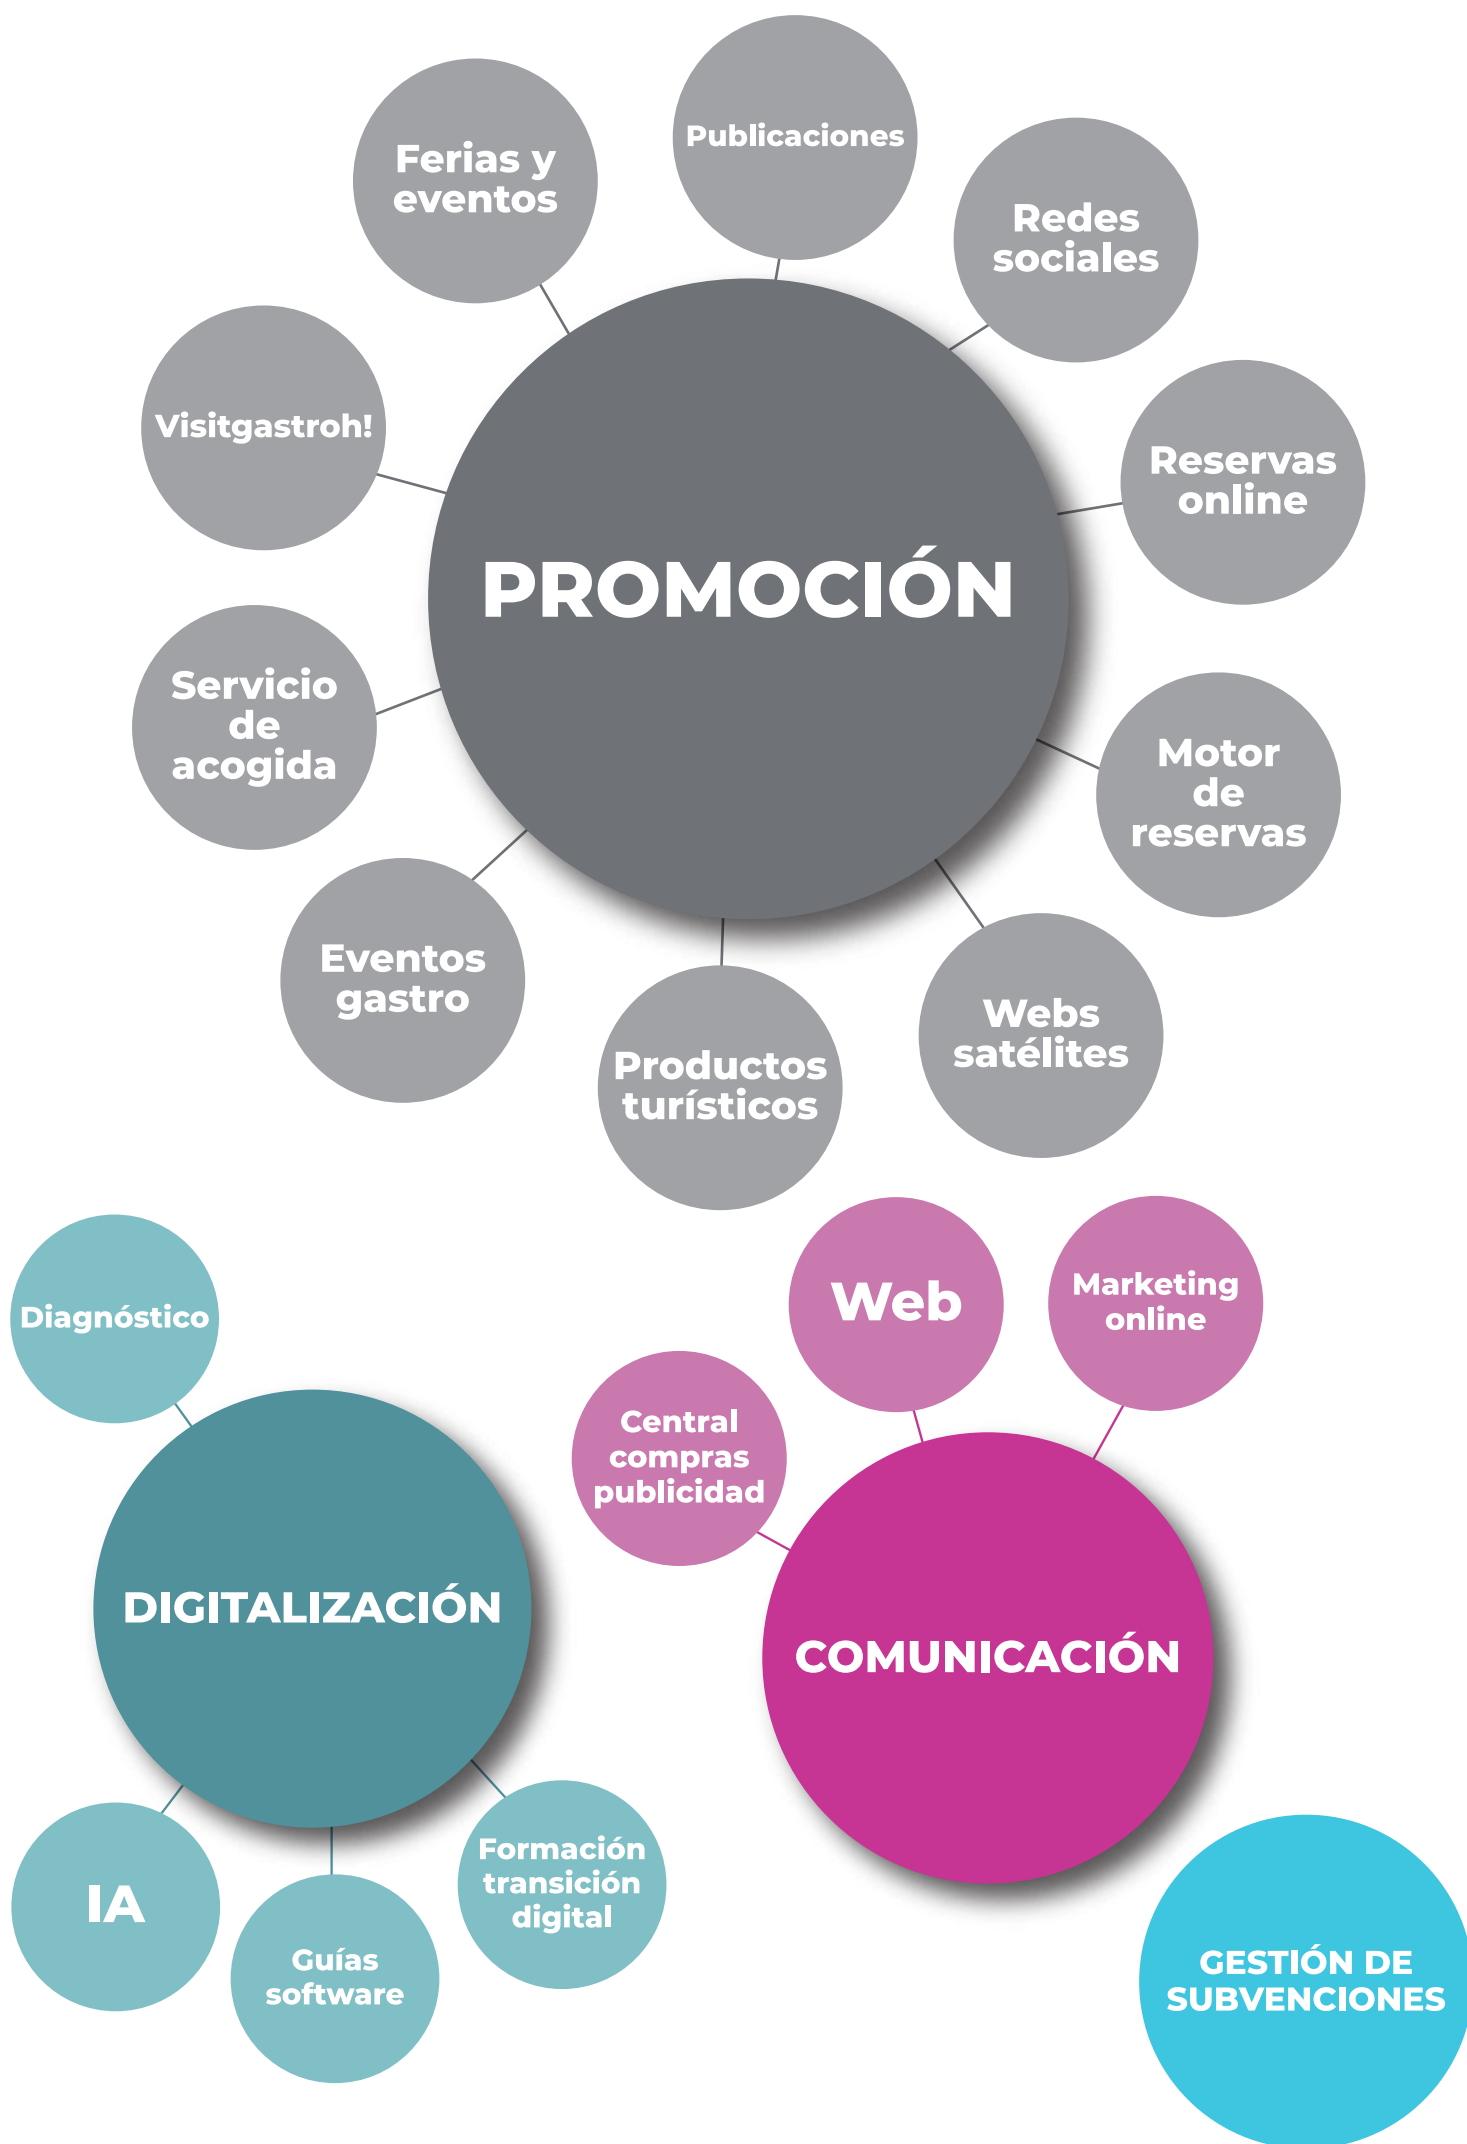 Publicaciones
Ferias y
eventos
Redes
sociales
Visitgastroh!
Reservas
online
PROMOCIÓN
Servicio
de
acogida
Motor
de
reservas
Eventos
gastro
Webs
satélites
Productos
turísticos
Diagnóstico
Web
Marketing
online
Central
compras
publicidad
DIGITALIZACIÓN
COMUNICACIÓN
Formación
transición
digital
IA
Guías
software
GESTIÓN DE
SUBVENCIONES